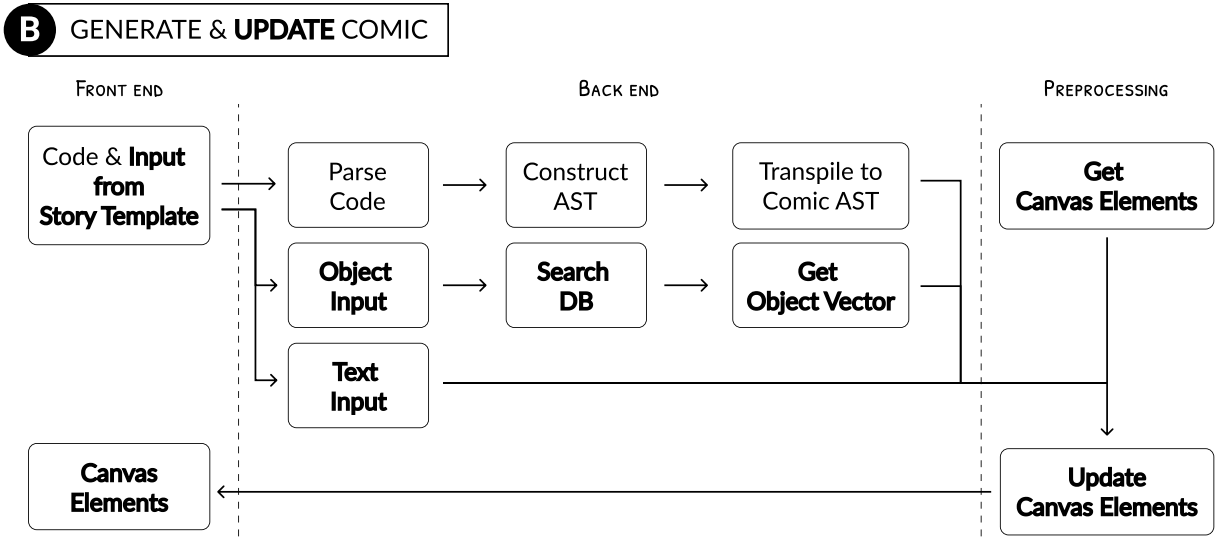 B GENERATE & UPDATE COMIC
FRONT END
BACK END
PREPROCESSING
Code & Input
from
Story Template
Parse
Code
Construct
AST
Transpile to
Comic AST
Get
Canvas Elements
Object
Input
Search
DB
Get
Object Vector
Text
Input
Canvas
Elements
Update
Canvas Elements